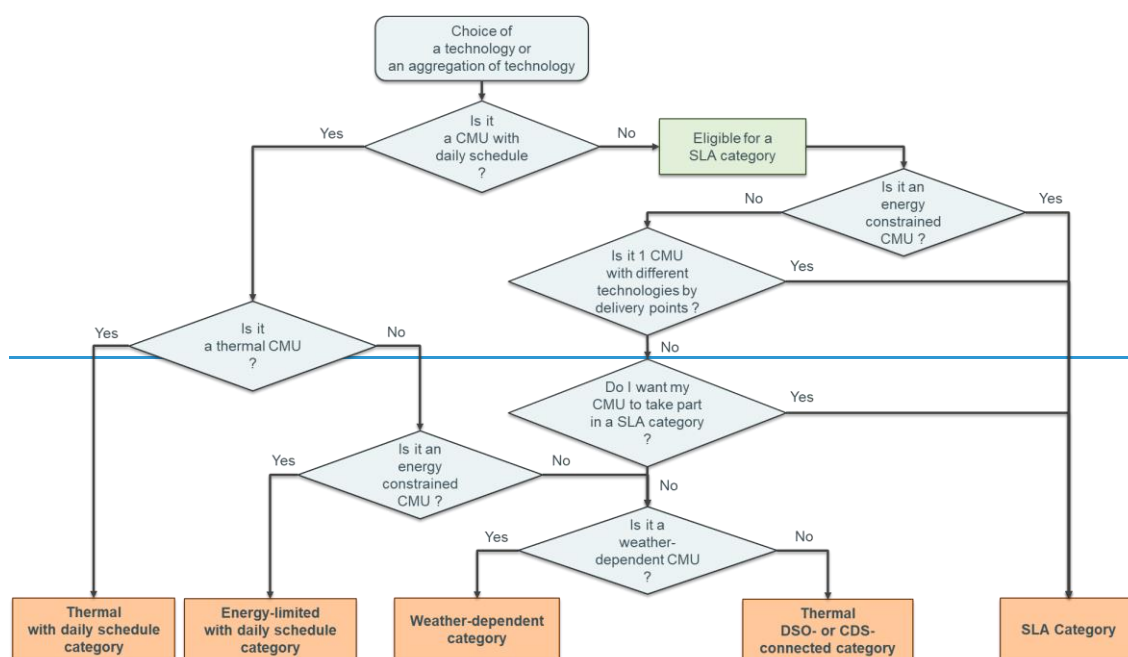 Choice of
a technology or
an aggregation of technology
Is it
a CMU with
daily schedule
?
Yes
No
Eligible for a
SLA category
Is it an
energy
constrained
CMU ?
No
Yes
Is it 1 CMU
with different
technologies by
delivery points ?
Yes
No
Is it
a thermal CMU
?
Yes
No
Do I want my
CMU to take part
in a SLA category
?
Yes
No
Is it an
energy
constrained
CMU ?
Yes
No
Is it a
weather-
dependent CMU
?
Yes
No
Thermal
with daily schedule
category
Energy-limited
with daily schedule
category
Weather-dependent
category
Thermal
DSO- or CDS-
connected category
SLA Category